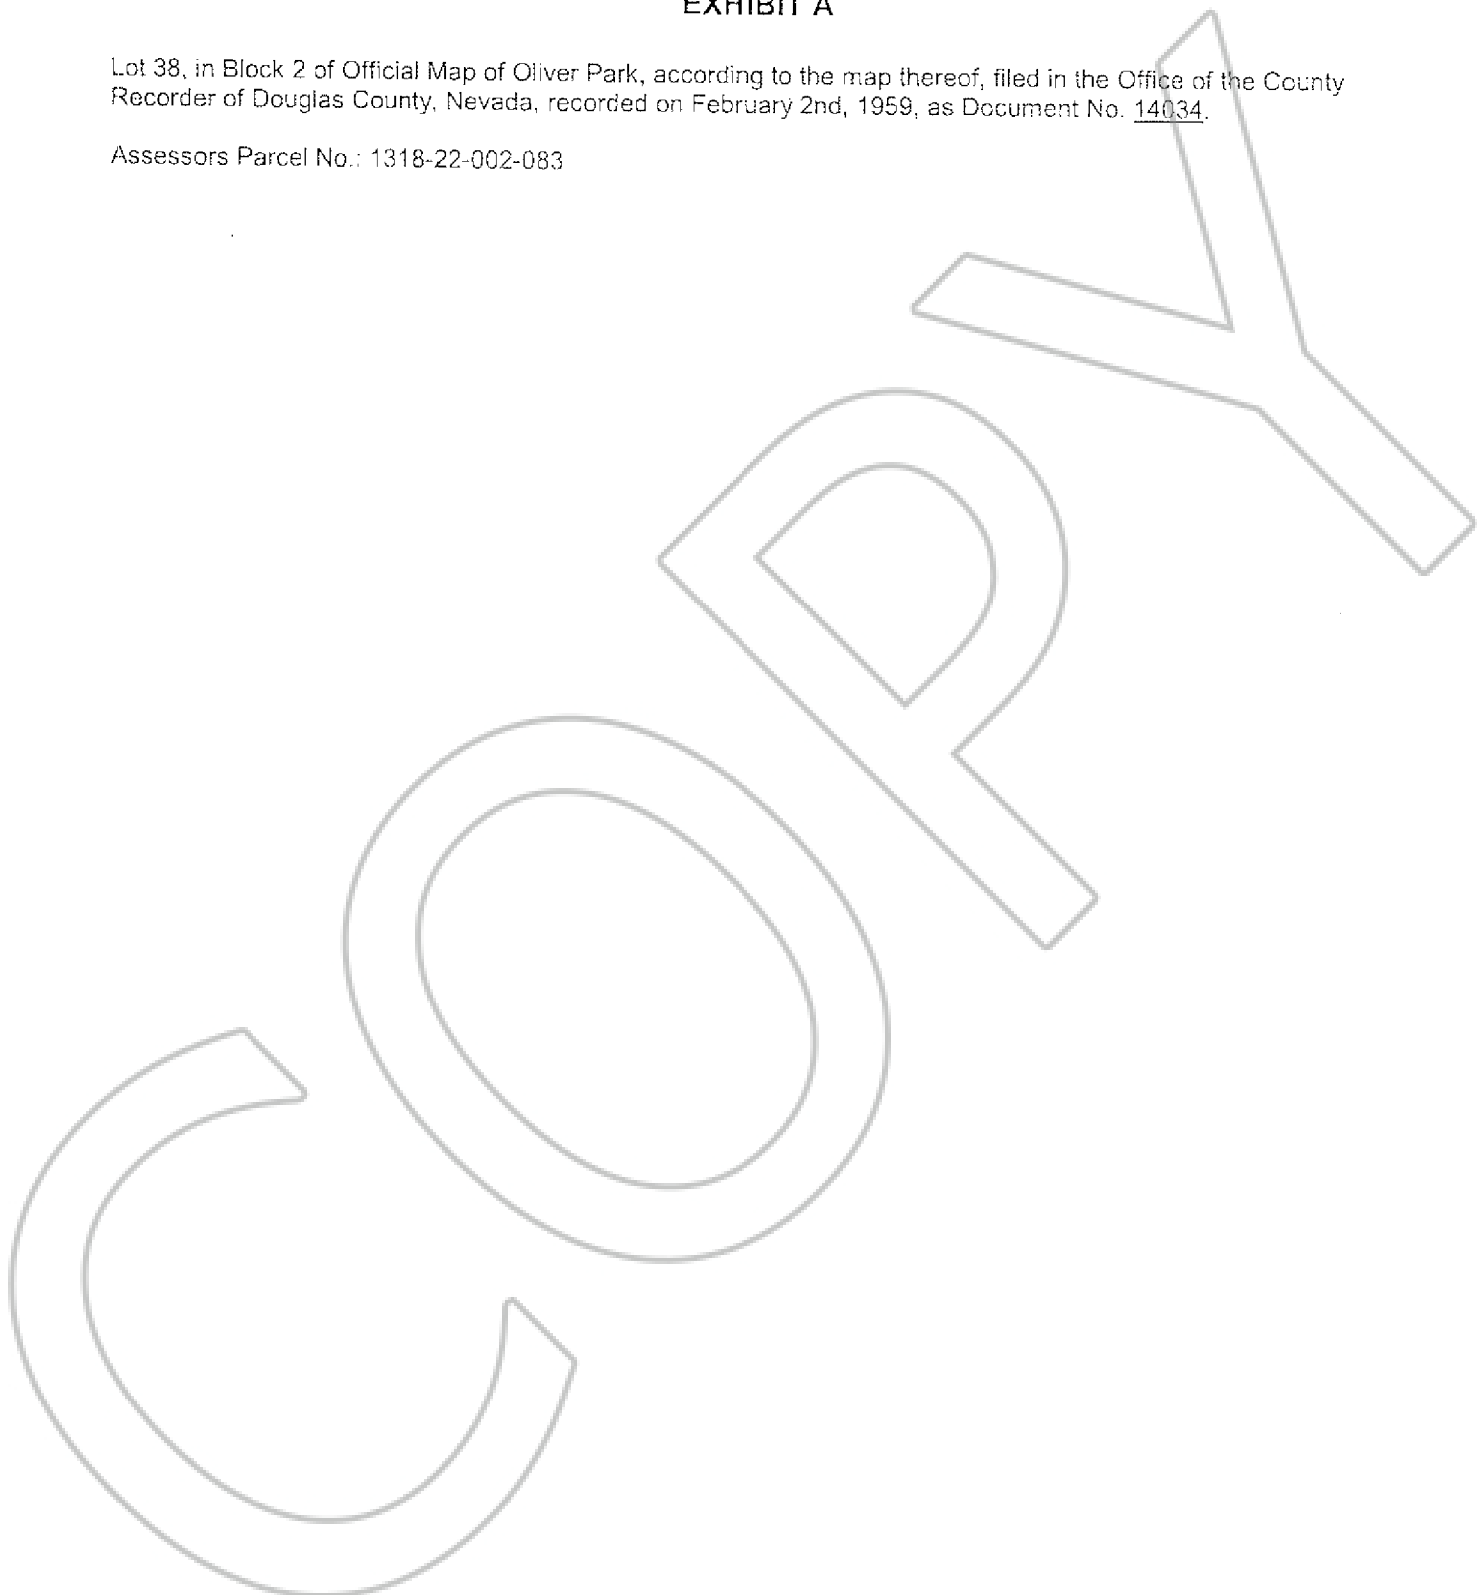 EXHIBIT A
Lot 38, in Block 2 of Official Map of Oliver Park, according to the map thereof, filed in the Office of the County
Recorder of Douglas County, Nevada, recorded on February 2nd, 1959, as Document No. 14034.
Assessors Parcel No.: 1318-22-002-083
COPY